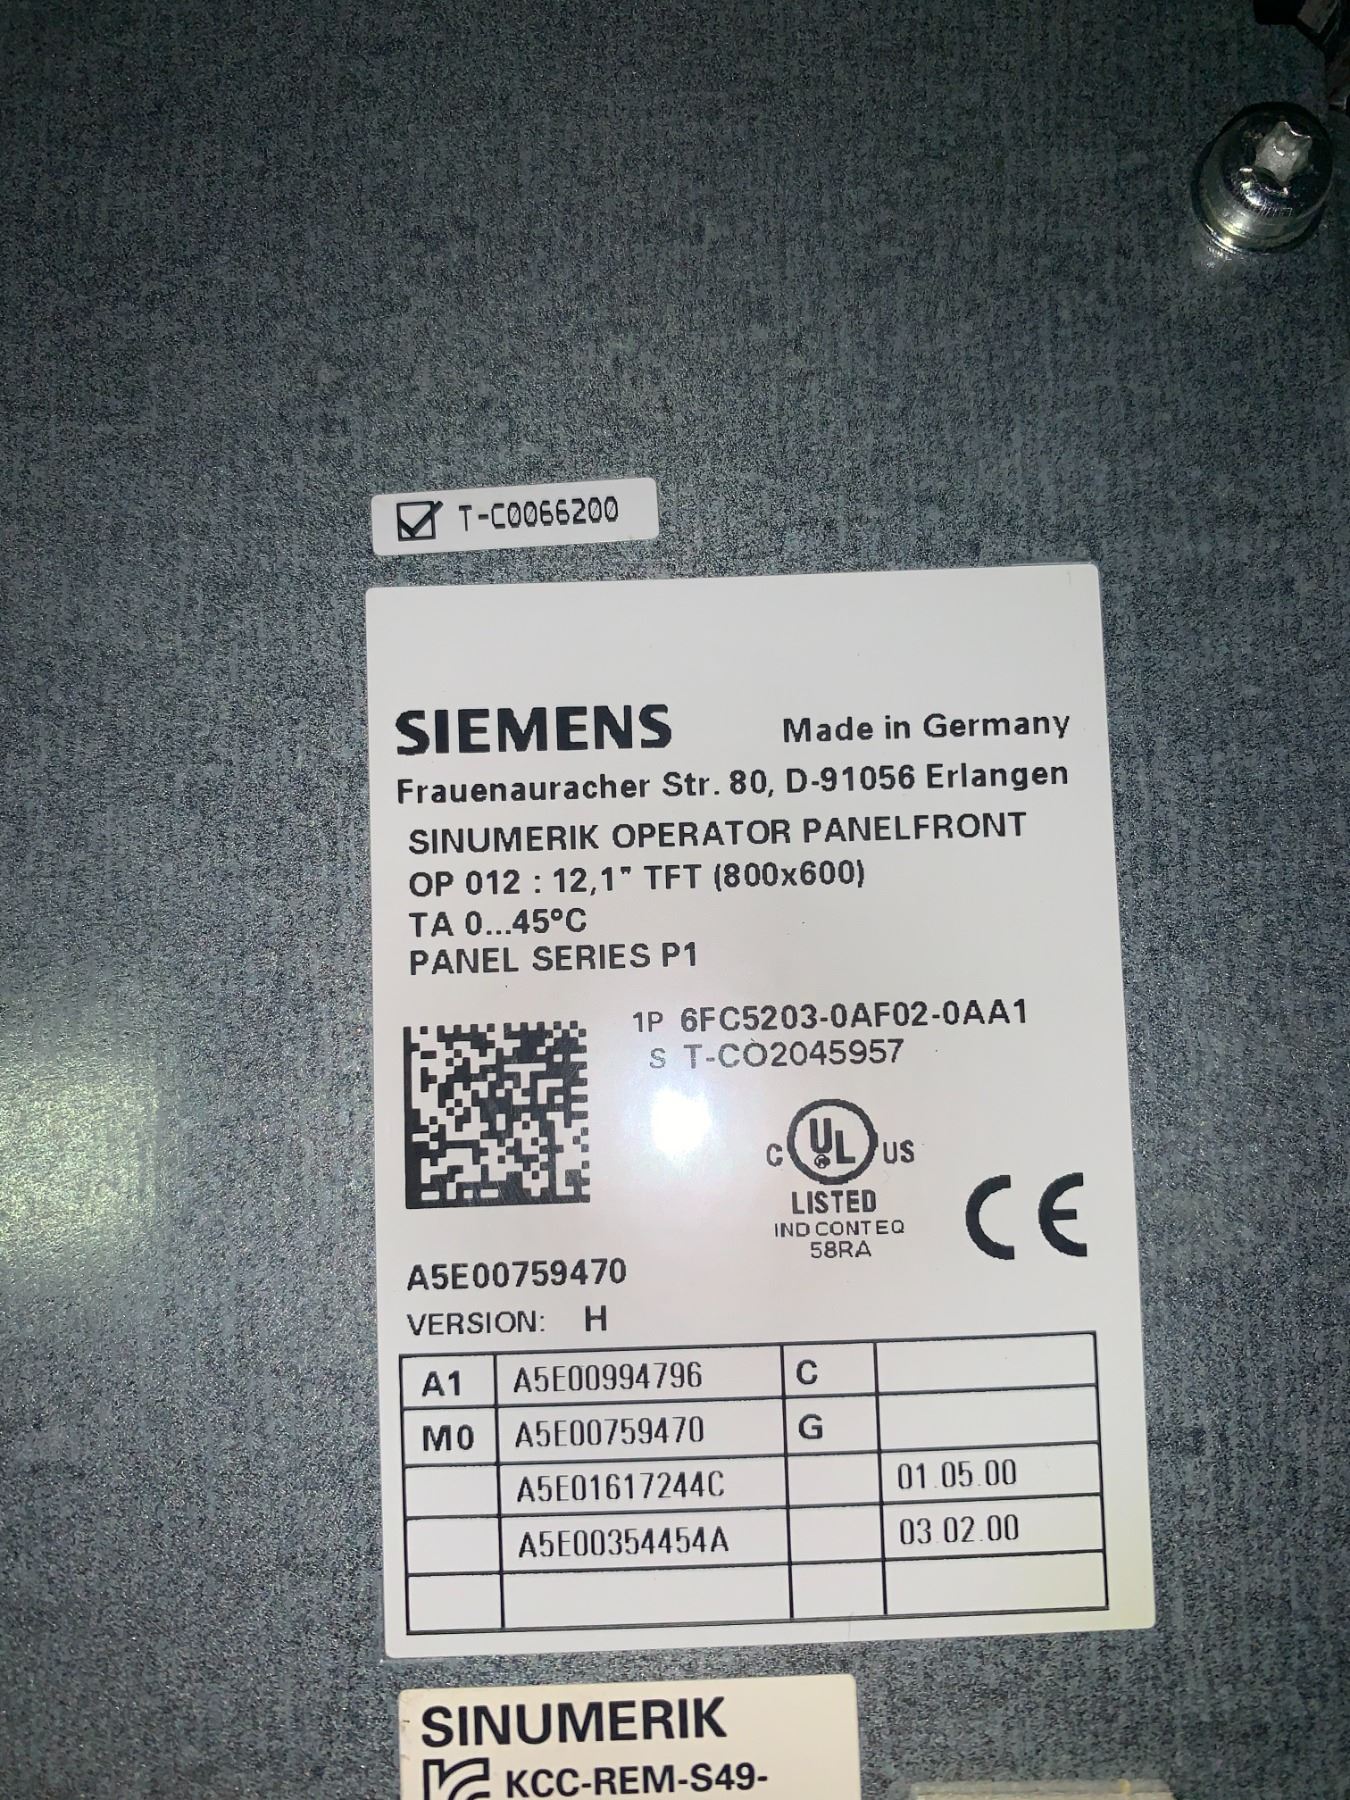 T-C0066200
SIEMENS Made in Germany
Frauenauracher Str. 80, D-91056 Erlangen
SINUMERIK OPERATOR PANELFRONT
OP 012 : 12,1" TFT (800x600)
TA 0...45°C
PANEL SERIES P1
1P 6FC5203-0AF02-0AA1
S T-CO2045957
C UL US
LISTED
IND CONT EQ
58RA
CE
A5E00759470
VERSION: H
A1 A5E00994796 C
M0 A5E00759470 G
A5E01617244C 01.05.00
A5E00354454A 03.02.00
SINUMERIK
KCC-REM-S49-